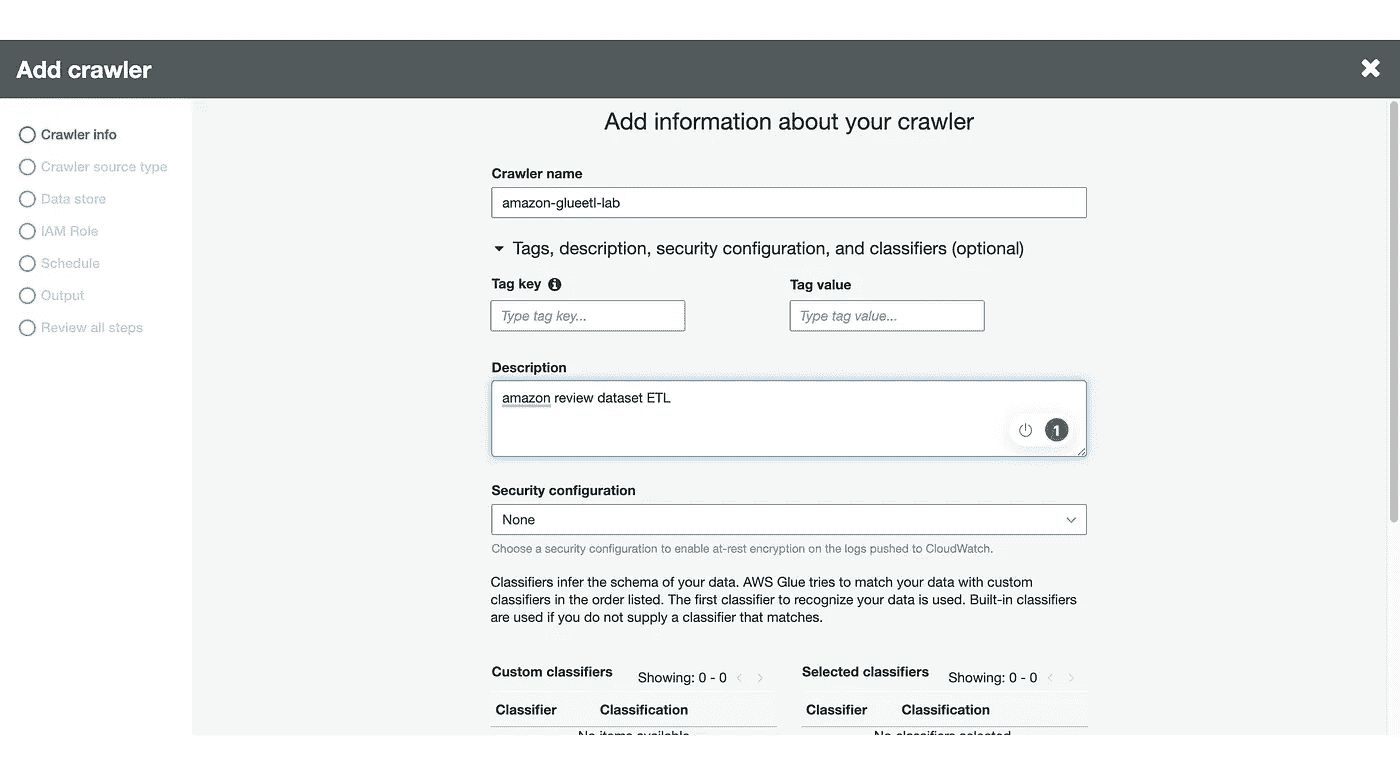 Add crawler
Crawler info
Crawler source type
Data store
IAM Role
Schedule
Output
Review all steps
Add information about your crawler
Crawler name
amazon-glueetl-lab
Tags, description, security configuration, and classifiers (optional)
Tag key
Tag value
Type tag key...
Type tag value...
Description
amazon review dataset ETL
1
Security configuration
None
Choose a security configuration to enable at-rest encryption on the logs pushed to CloudWatch.
Classifiers infer the schema of your data. AWS Glue tries to match your data with custom
classifiers in the order listed. The first classifier to recognize your data is used. Built-in classifiers
are used if you do not supply a classifier that matches.
Custom classifiers Showing: 0 - 0
Selected classifiers Showing: 0 - 0
Classifier Classification
Classifier Classification
No items available
No classifiers selected